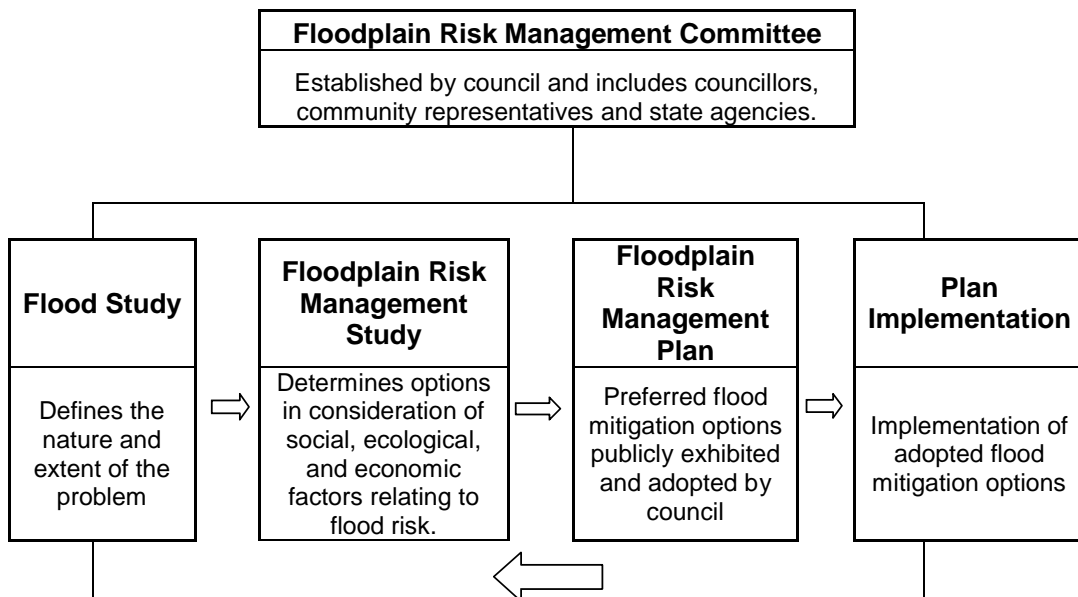 Floodplain Risk Management Committee
Established by council and includes councillors,
community representatives and state agencies.
Flood Study
Defines the
nature and
extent of the
problem
Floodplain Risk
Management
Study
Determines options
in consideration of
social, ecological,
and economic
factors relating to
flood risk.
Floodplain
Risk
Management
Plan
Preferred flood
mitigation options
publicly exhibited
and adopted by
council
Plan
Implementation
Implementation of
adopted flood
mitigation options